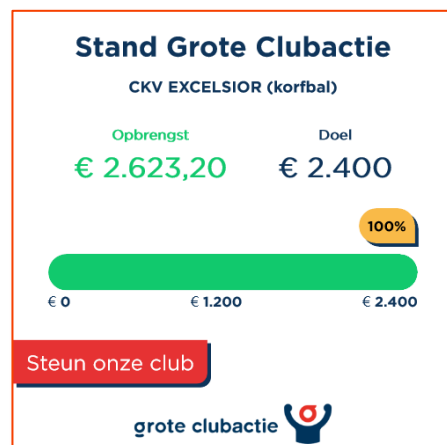 Stand Grote Clubactie
CKV EXCELSIOR (korfbal)
Opbrengst Doel
€ 2.623,20 € 2.400
100%
€ 0 € 1.200 € 2.400
Steun onze club
grote clubactie